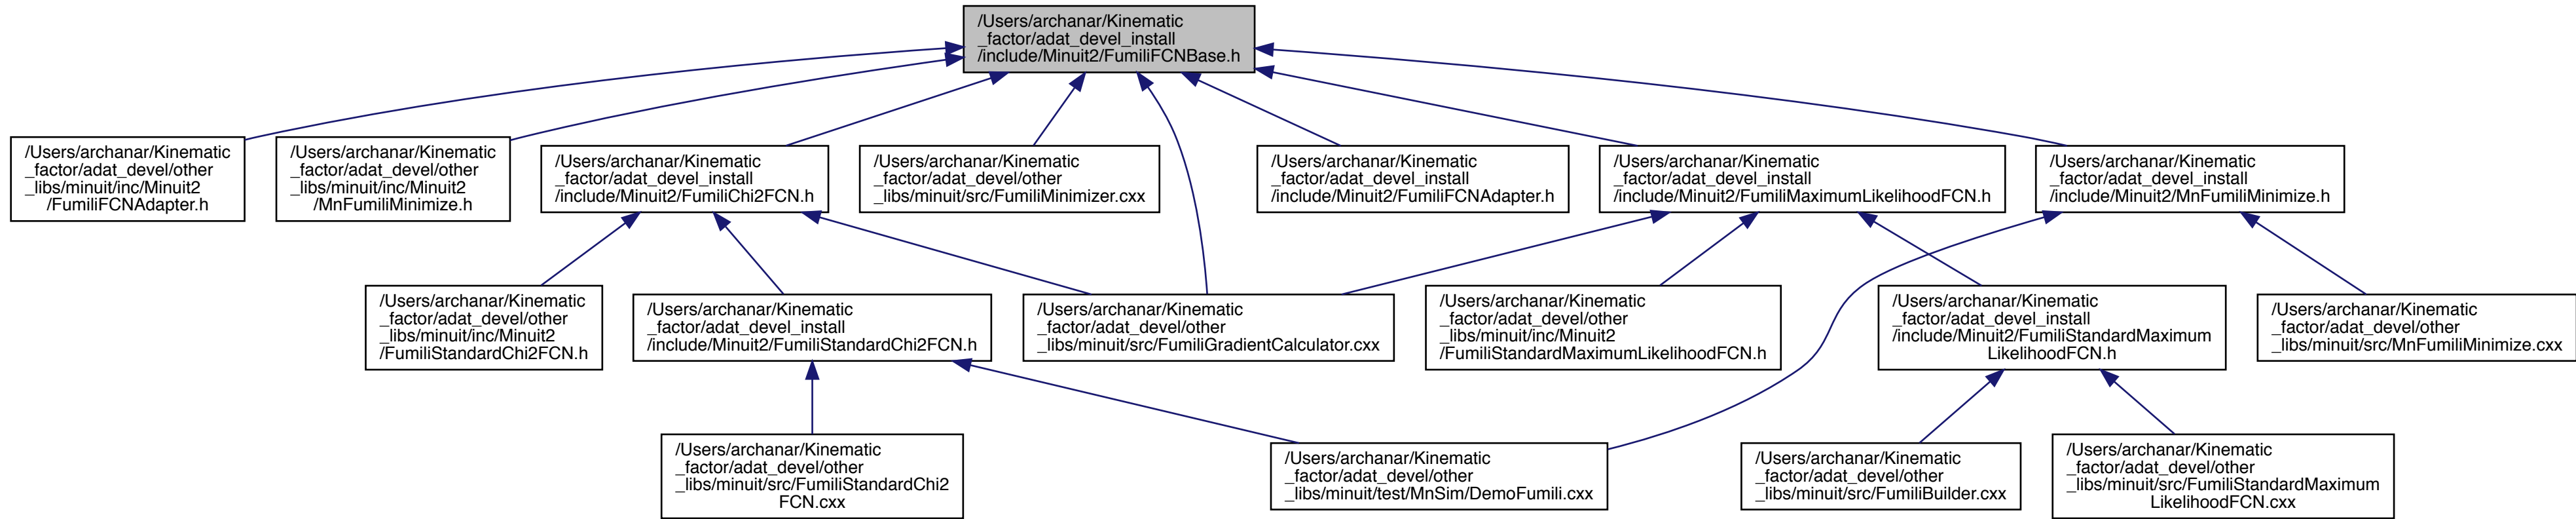 /Users/archanar/Kinematic
_factor/adat_devel_install
/include/Minuit2/FumiliFCNBase.h
/Users/archanar/Kinematic
_factor/adat_devel/other
_libs/minuit/inc/Minuit2
/FumiliFCNAdapter.h
/Users/archanar/Kinematic
_factor/adat_devel/other
_libs/minuit/inc/Minuit2
/MnFumiliMinimize.h
/Users/archanar/Kinematic
_factor/adat_devel_install
/include/Minuit2/FumiliChi2FCN.h
/Users/archanar/Kinematic
_factor/adat_devel/other
_libs/minuit/src/FumiliMinimizer.cxx
/Users/archanar/Kinematic
_factor/adat_devel_install
/include/Minuit2/FumiliFCNAdapter.h
/Users/archanar/Kinematic
_factor/adat_devel_install
/include/Minuit2/FumiliMaximumLikelihoodFCN.h
/Users/archanar/Kinematic
_factor/adat_devel_install
/include/Minuit2/MnFumiliMinimize.h
/Users/archanar/Kinematic
_factor/adat_devel/other
_libs/minuit/inc/Minuit2
/FumiliStandardChi2FCN.h
/Users/archanar/Kinematic
_factor/adat_devel_install
/include/Minuit2/FumiliStandardChi2FCN.h
/Users/archanar/Kinematic
_factor/adat_devel/other
_libs/minuit/src/FumiliGradientCalculator.cxx
/Users/archanar/Kinematic
_factor/adat_devel/other
_libs/minuit/inc/Minuit2
/FumiliStandardMaximumLikelihoodFCN.h
/Users/archanar/Kinematic
_factor/adat_devel_install
/include/Minuit2/FumiliStandardMaximum
LikelihoodFCN.h
/Users/archanar/Kinematic
_factor/adat_devel/other
_libs/minuit/src/MnFumiliMinimize.cxx
/Users/archanar/Kinematic
_factor/adat_devel/other
_libs/minuit/src/FumiliStandardChi2
FCN.cxx
/Users/archanar/Kinematic
_factor/adat_devel/other
_libs/minuit/test/MnSim/DemoFumili.cxx
/Users/archanar/Kinematic
_factor/adat_devel/other
_libs/minuit/src/FumiliBuilder.cxx
/Users/archanar/Kinematic
_factor/adat_devel/other
_libs/minuit/src/FumiliStandardMaximum
LikelihoodFCN.cxx